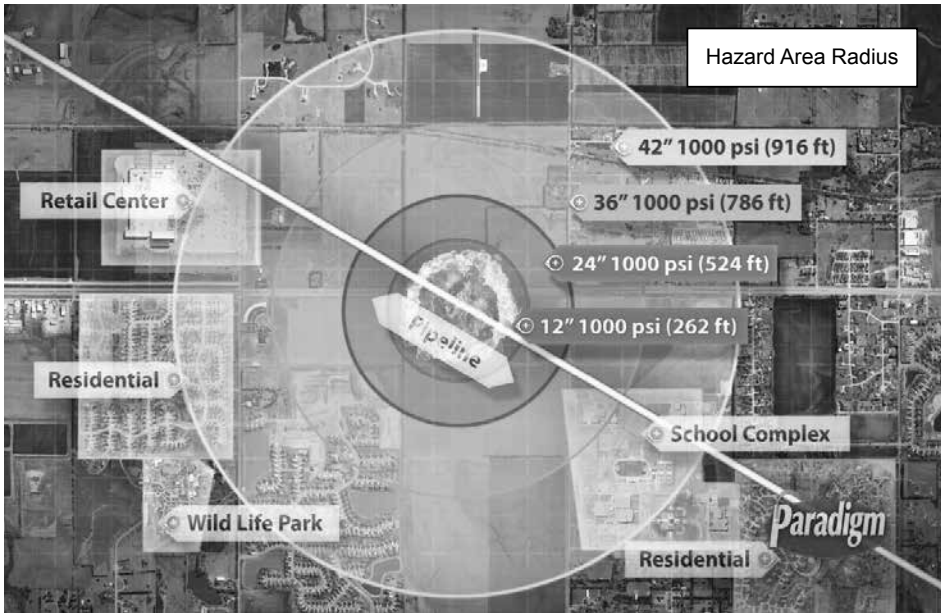 Hazard Area Radius
42" 1000 psi (916 ft)
Retail Center
36" 1000 psi (786 ft)
24" 1000 psi (524 ft)
12" 1000 psi (262 ft)
Pipeline
Residential
School Complex
Wild Life Park
Paradigm
Residential